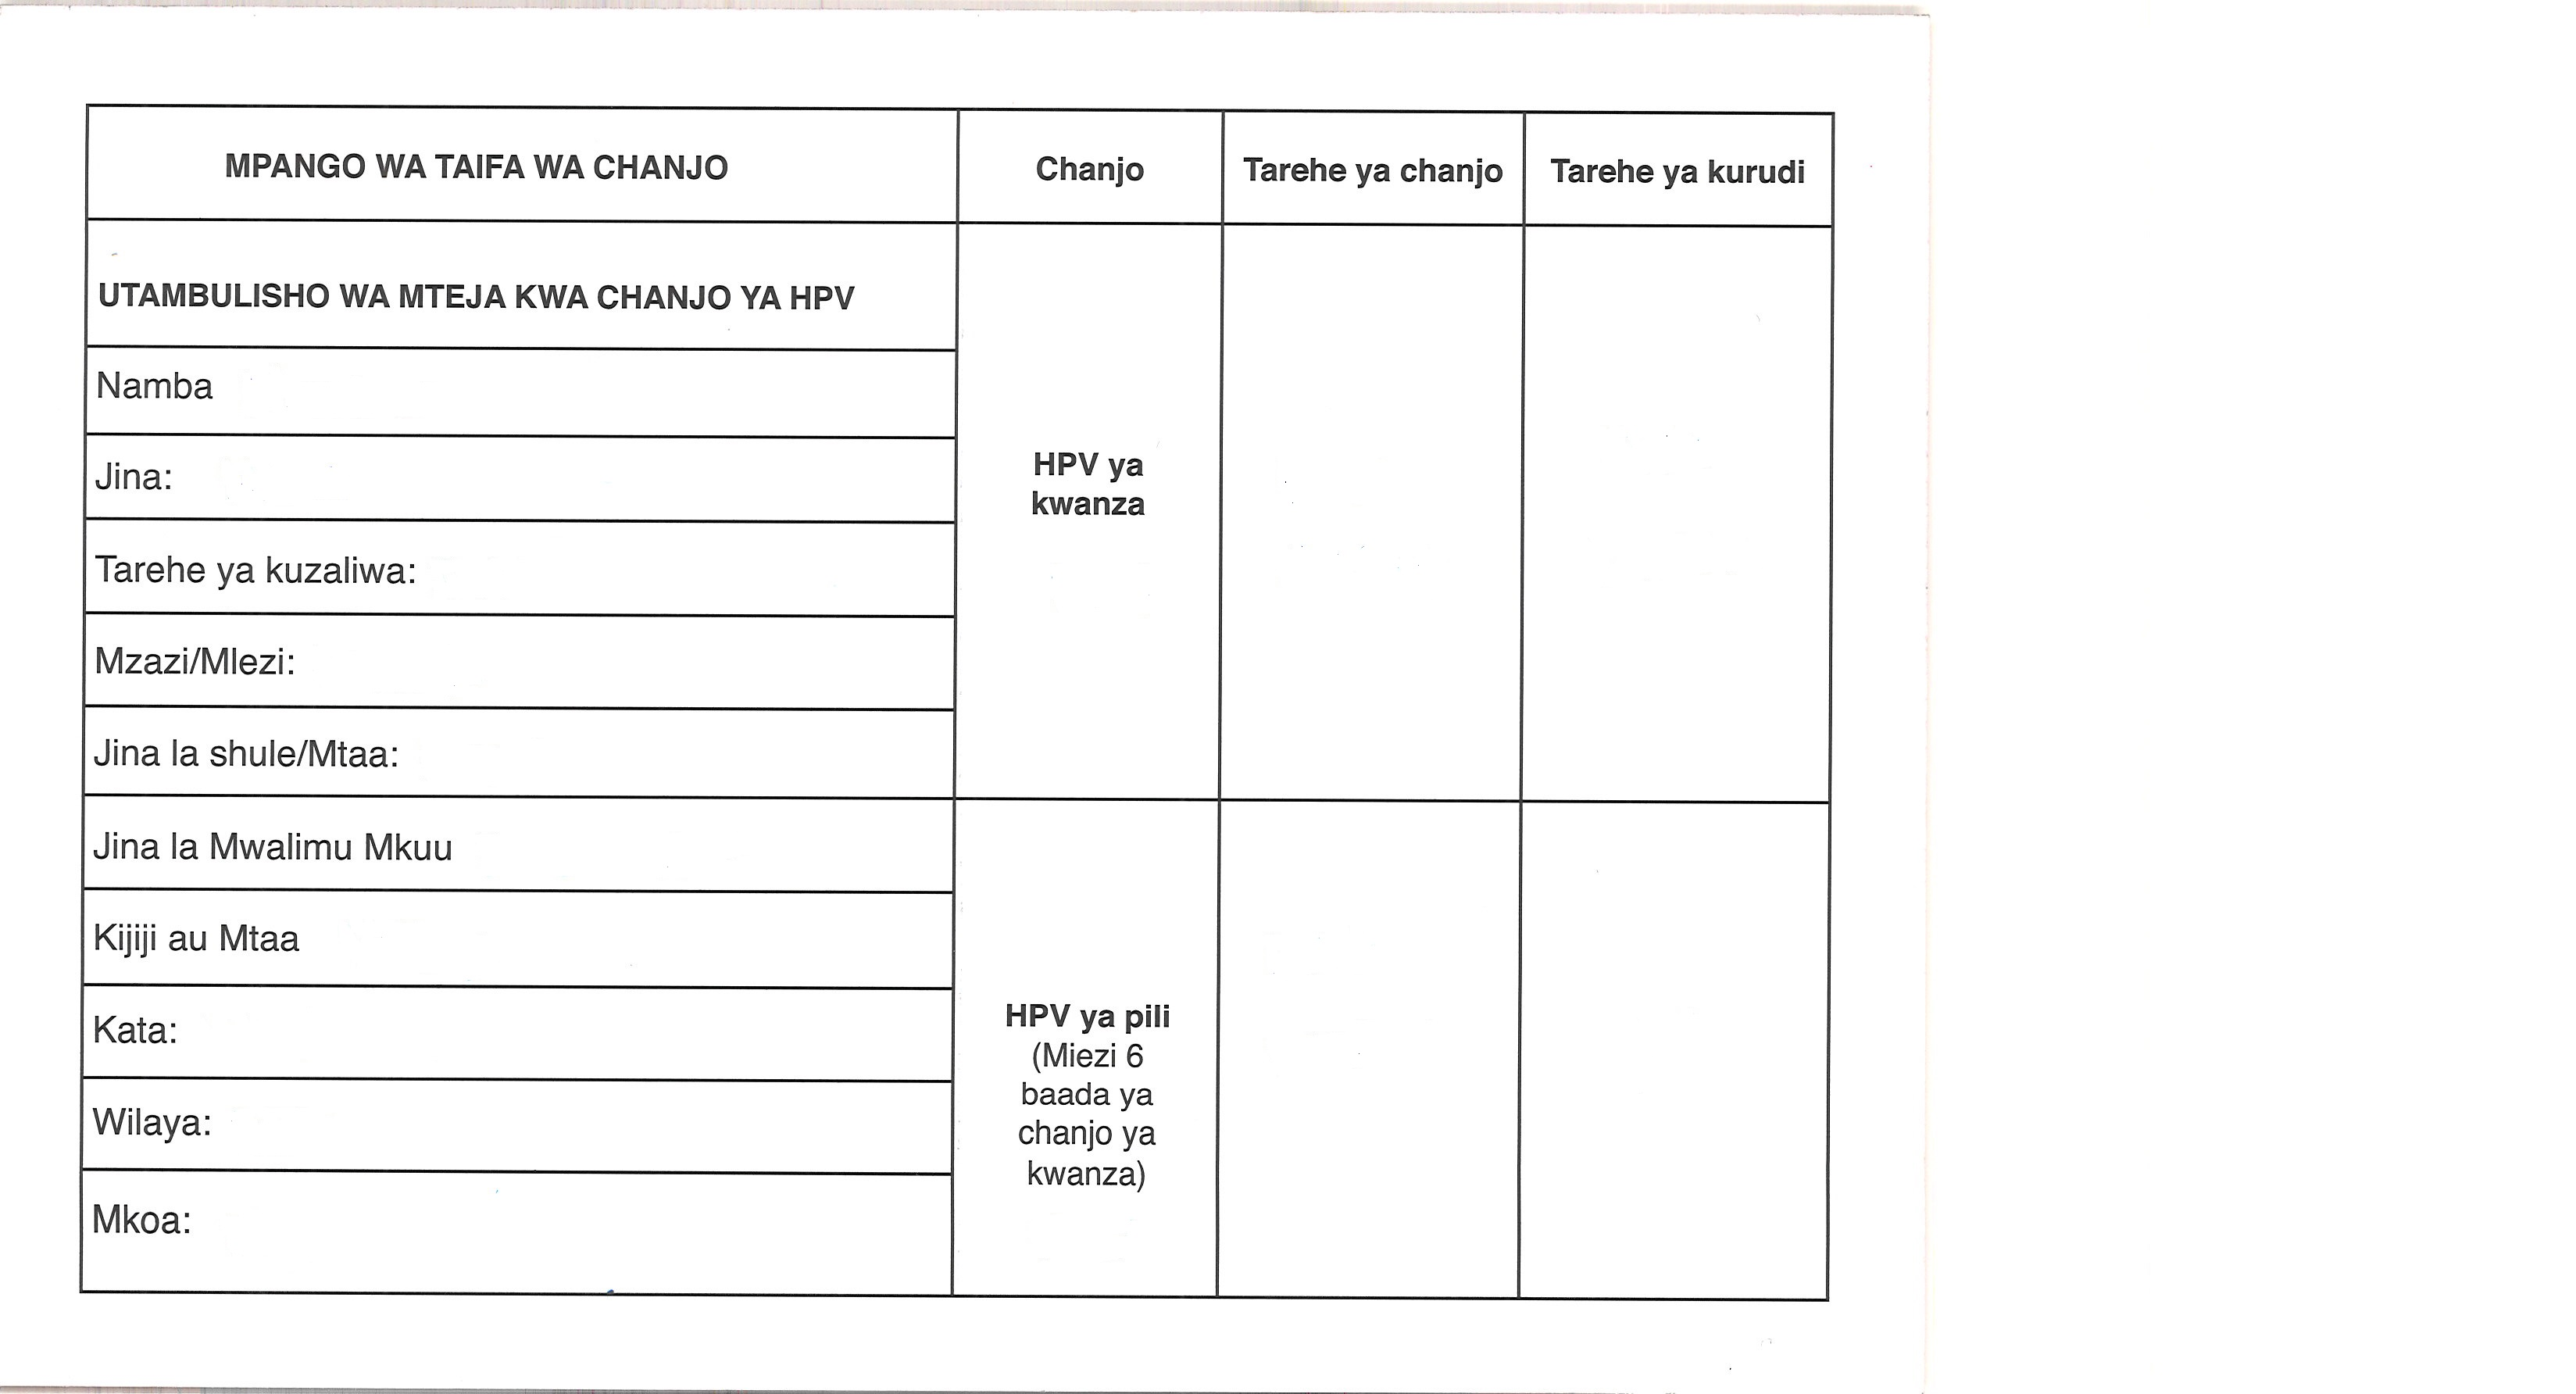 MPANGO WA TAIFA WA CHANJO
Chanjo
Tarehe ya chanjo
Tarehe ya kurudi
UTAMBULISHO WA MTEJA KWA CHANJO YA HPV
Namba
Jina:
Tarehe ya kuzaliwa:
Mzazi/Mlezi:
Jina la shule/Mtaa:
Jina la Mwalimu Mkuu
Kijiji au Mtaa
Kata:
Wilaya:
Mkoa:
HPV ya
kwanza
HPV ya pili
(Miezi 6
baada ya
chanjo ya
kwanza)